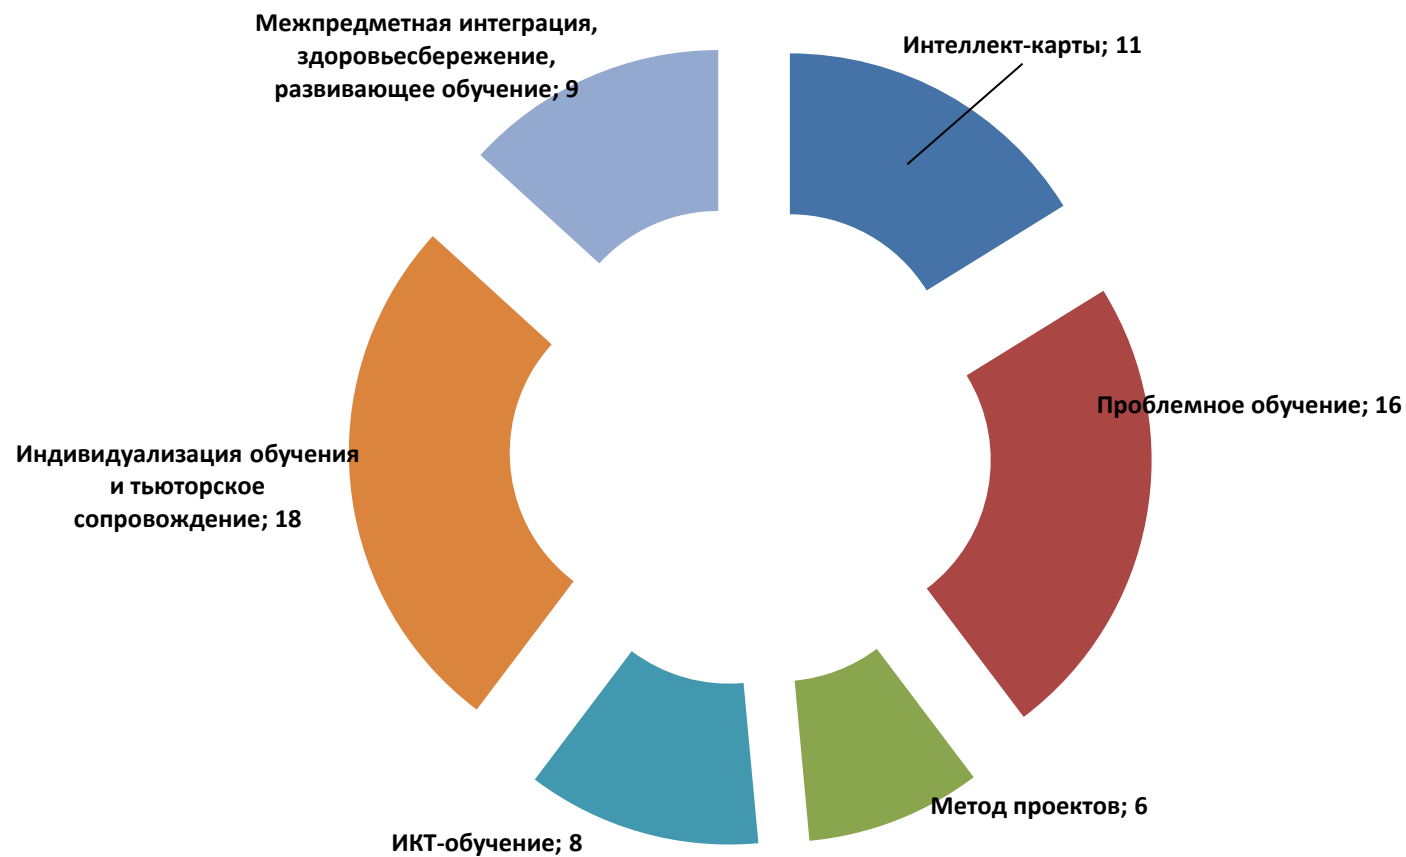 Межпредметная интеграция,
здоровьесбережение,
развивающее обучение; 9
Интеллект-карты; 11
Проблемное обучение; 16
Индивидуализация обучения
и тьюторское
сопровождение; 18
Метод проектов; 6
ИКТ-обучение; 8